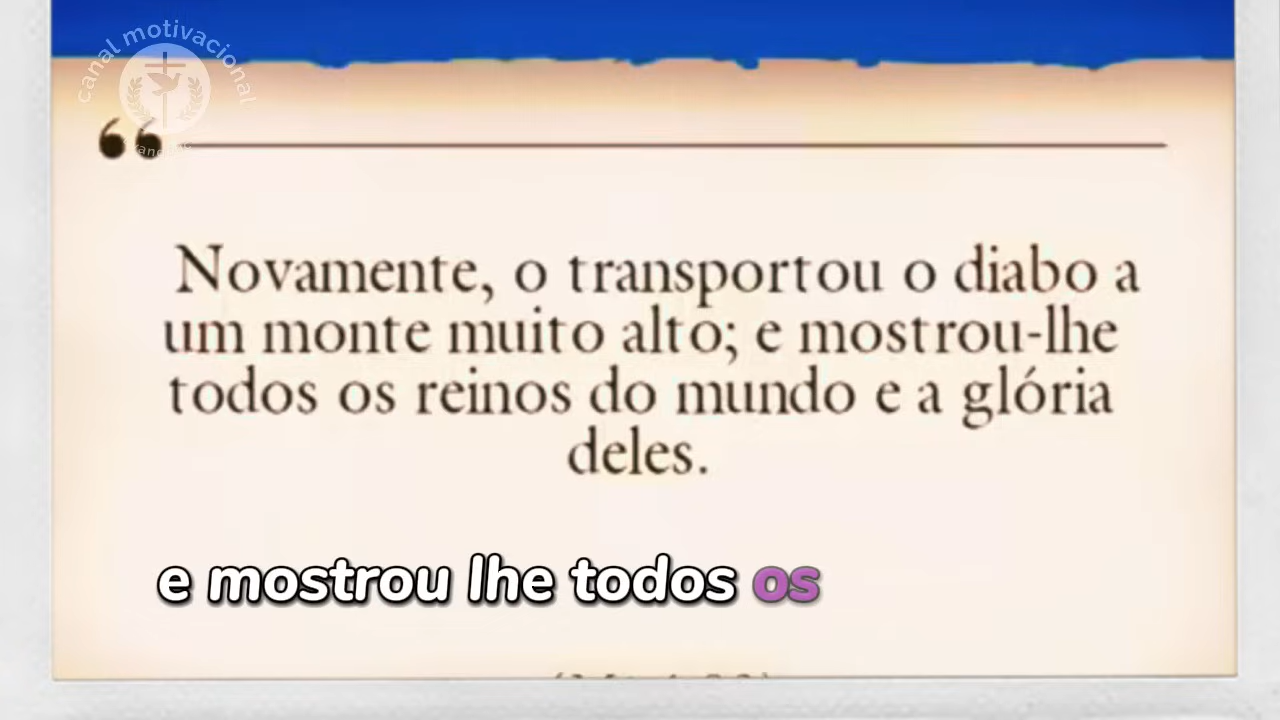 canal motivacional
Novamente, o transportou o diabo a
um monte muito alto; e mostrou-lhe
todos os reinos do mundo e a glória
deles.
e mostrou lhe todos os